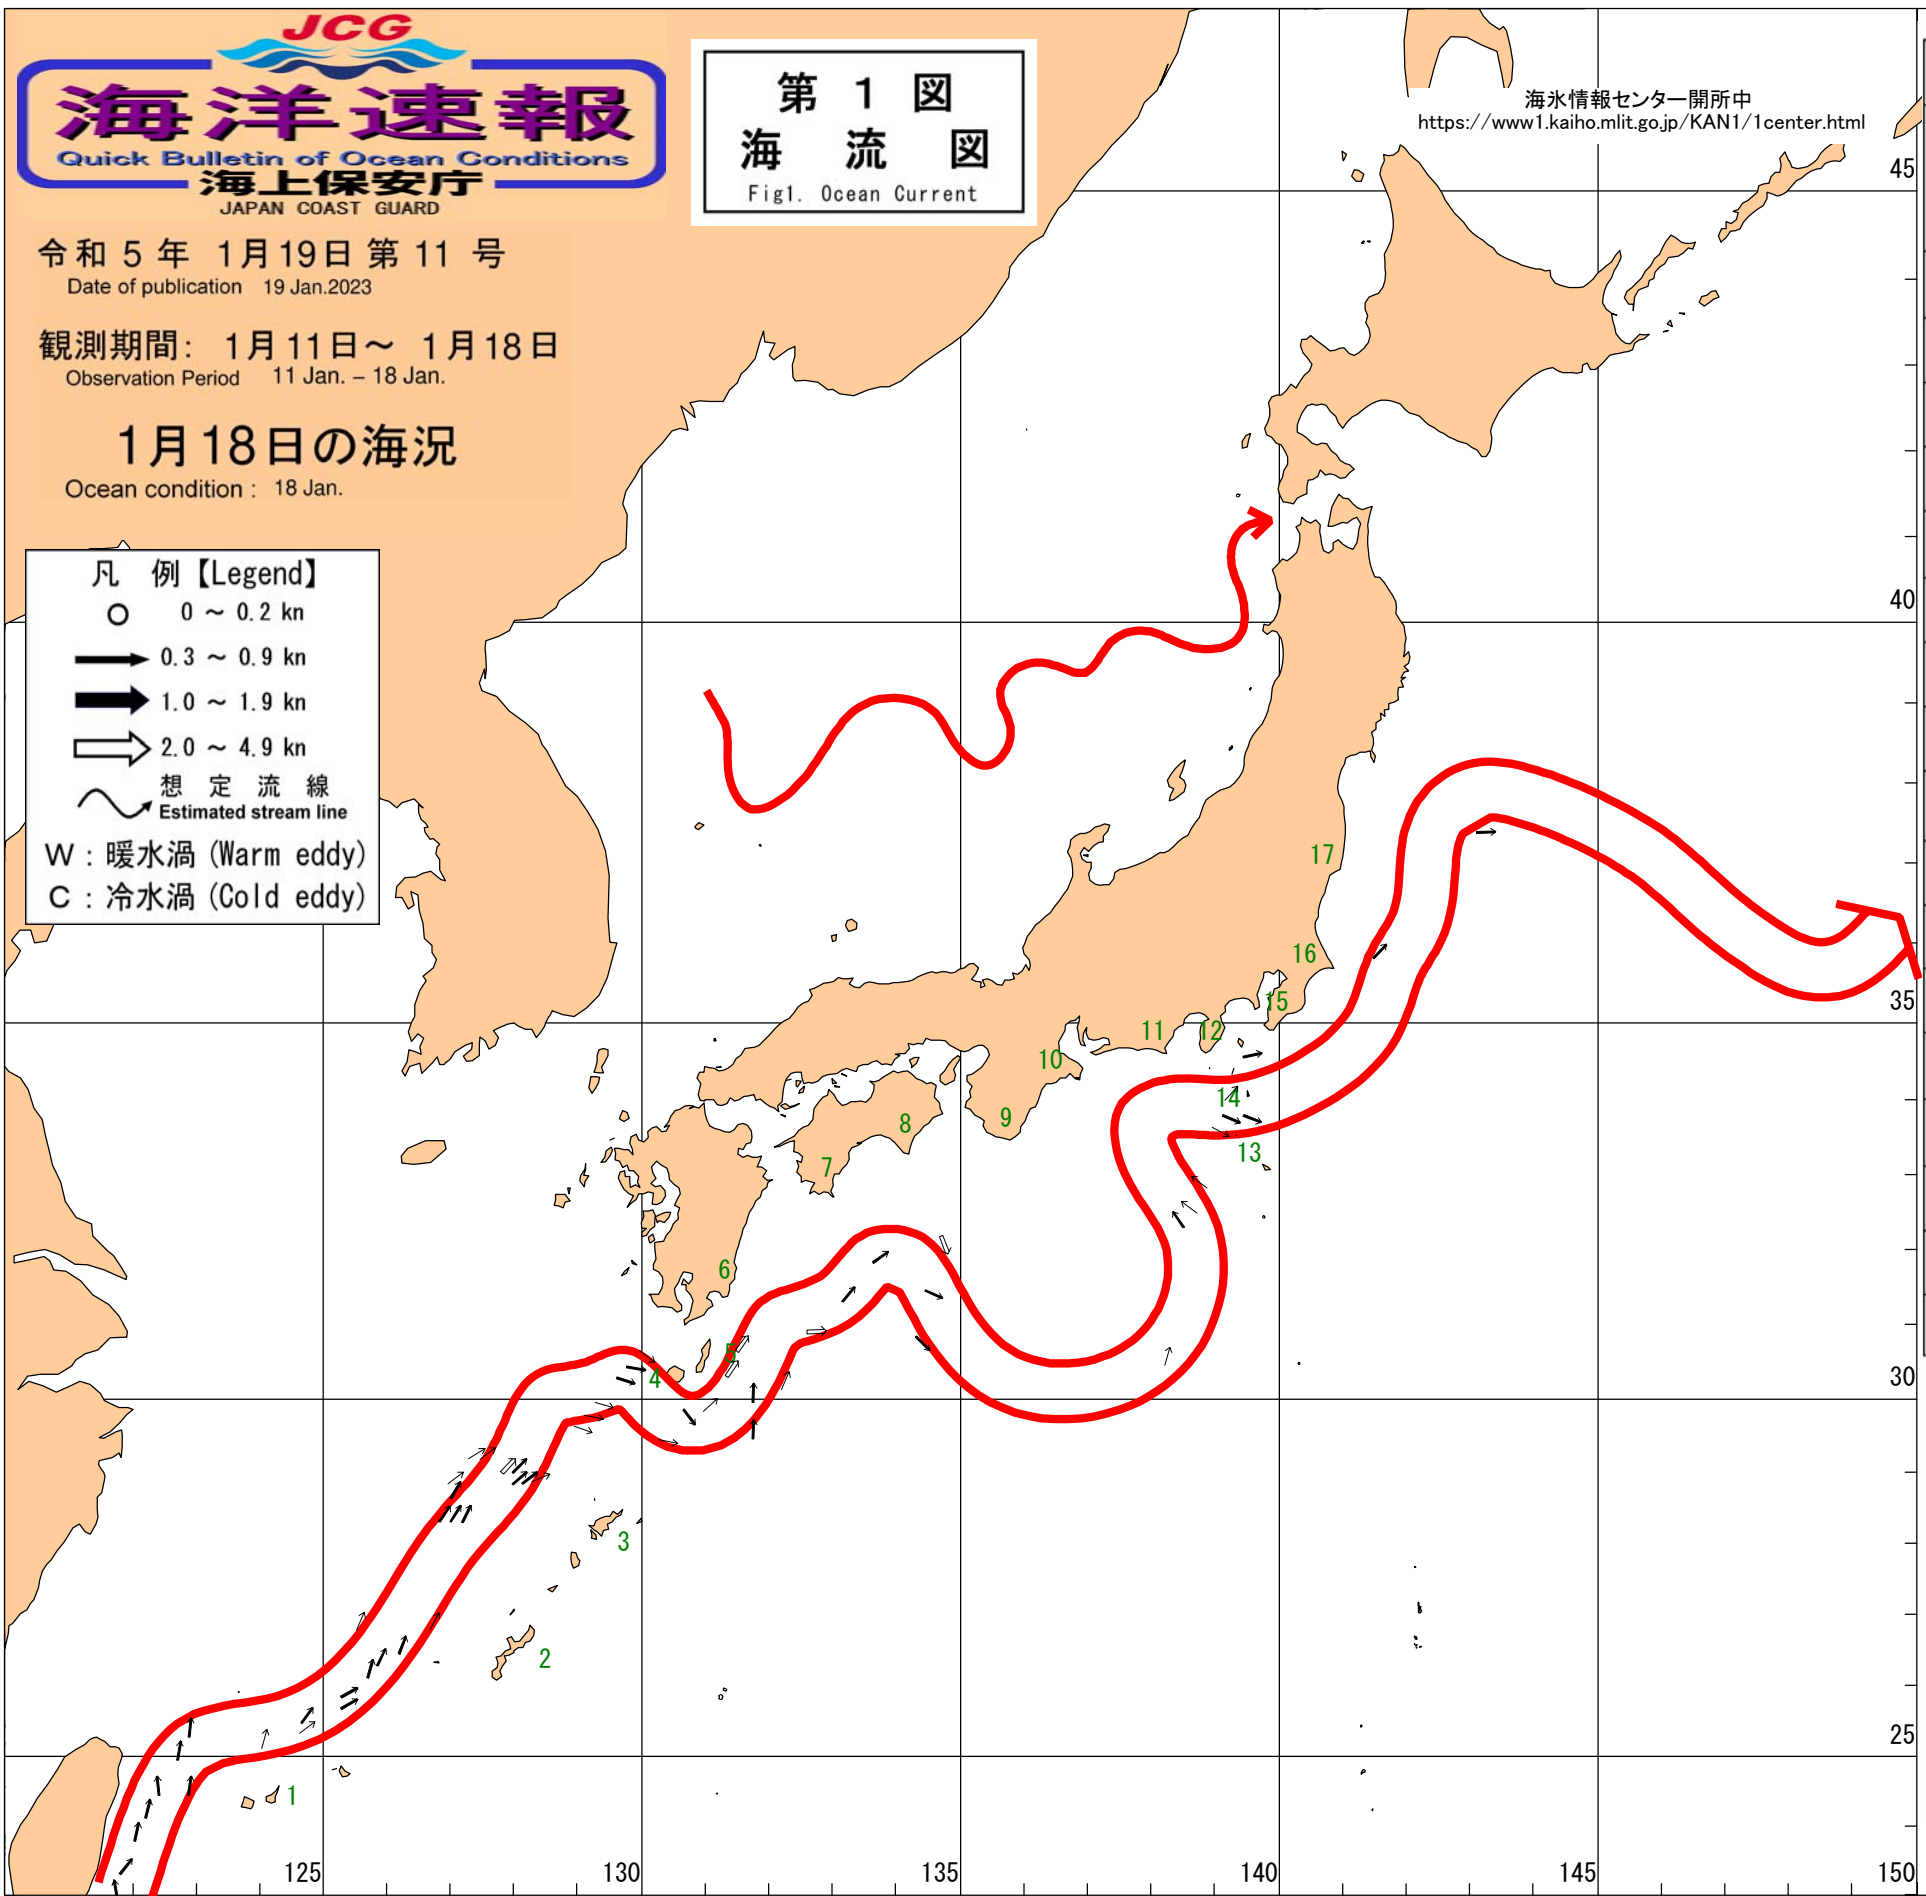 JCG
海洋速報
Quick Bulletin of Ocean Conditions
海上保安庁
JAPAN COAST GUARD
第 1 図
海 流 図
Fig1. Ocean Current
海氷情報センター開所中
https://www1.kaiho.mlit.go.jp/KAN1/1center.html
令和 5 年 1月19日 第 11 号
Date of publication 19 Jan.2023
観測期間: 1月11日～ 1月18日
Observation Period 11 Jan. – 18 Jan.
1月18日の海況
Ocean condition : 18 Jan.
凡 例【Legend】
0 ～ 0.2 kn
0.3 ～ 0.9 kn
1.0 ～ 1.9 kn
2.0 ～ 4.9 kn
想 定 流 線
Estimated stream line
W : 暖水渦 (Warm eddy)
C : 冷水渦 (Cold eddy)
45
40
35
30
25
17
16
15
12
11
10
14
13
9
8
7
6
5
4
3
2
1
125
130
135
140
145
150